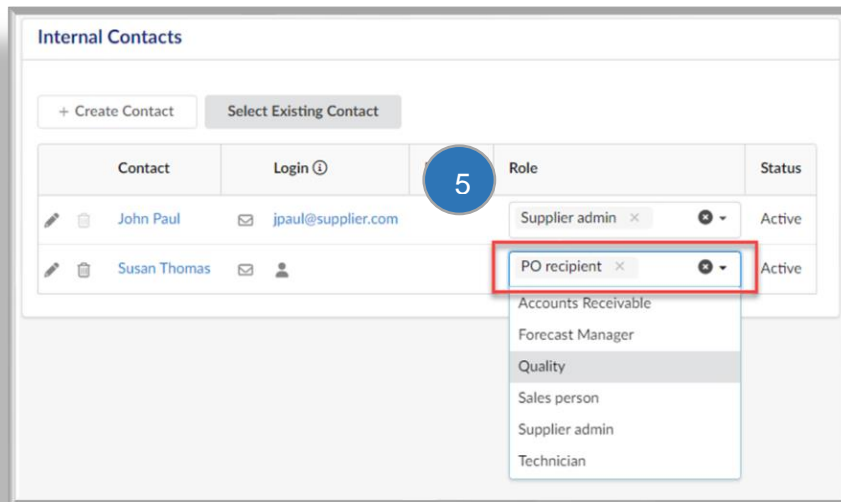 Internal Contacts
+ Create Contact Select Existing Contact
Contact Login Role Status
5
John Paul jpaul@supplier.com Supplier admin × Active
Susan Thomas PO recipient × Active
Accounts Receivable
Forecast Manager
Quality
Sales person
Supplier admin
Technician